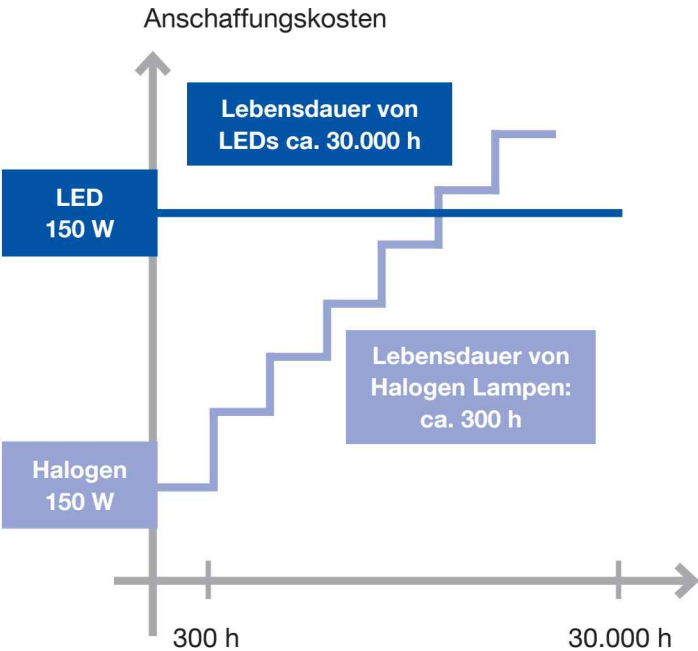 Anschaffungskosten
Lebensdauer von
LEDs ca. 30.000 h
LED
150 W
Lebensdauer von
Halogen Lampen:
ca. 300 h
Halogen
150 W
300 h
30.000 h